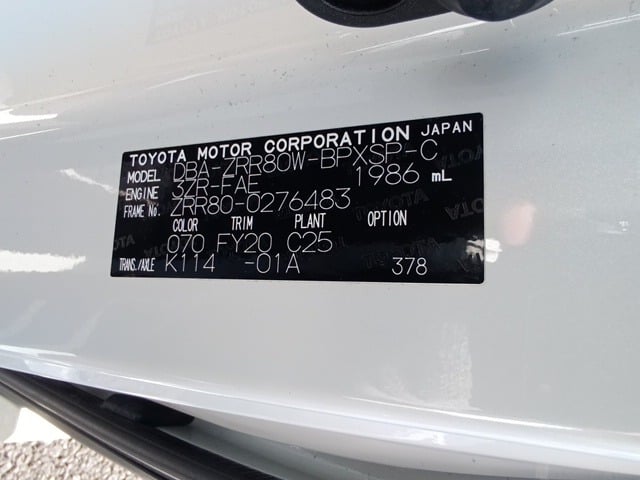 TOYOTA MOTOR CORPORATION JAPAN
MODEL DBA-ZRR80W-BPXSP-C
ENGINE 3ZR-FAE 1986 mL
FRAME No. ZRR80-0276483
COLOR TRIM PLANT OPTION
070 FY20 C25
TRANS./AXLE K114 -01A 378